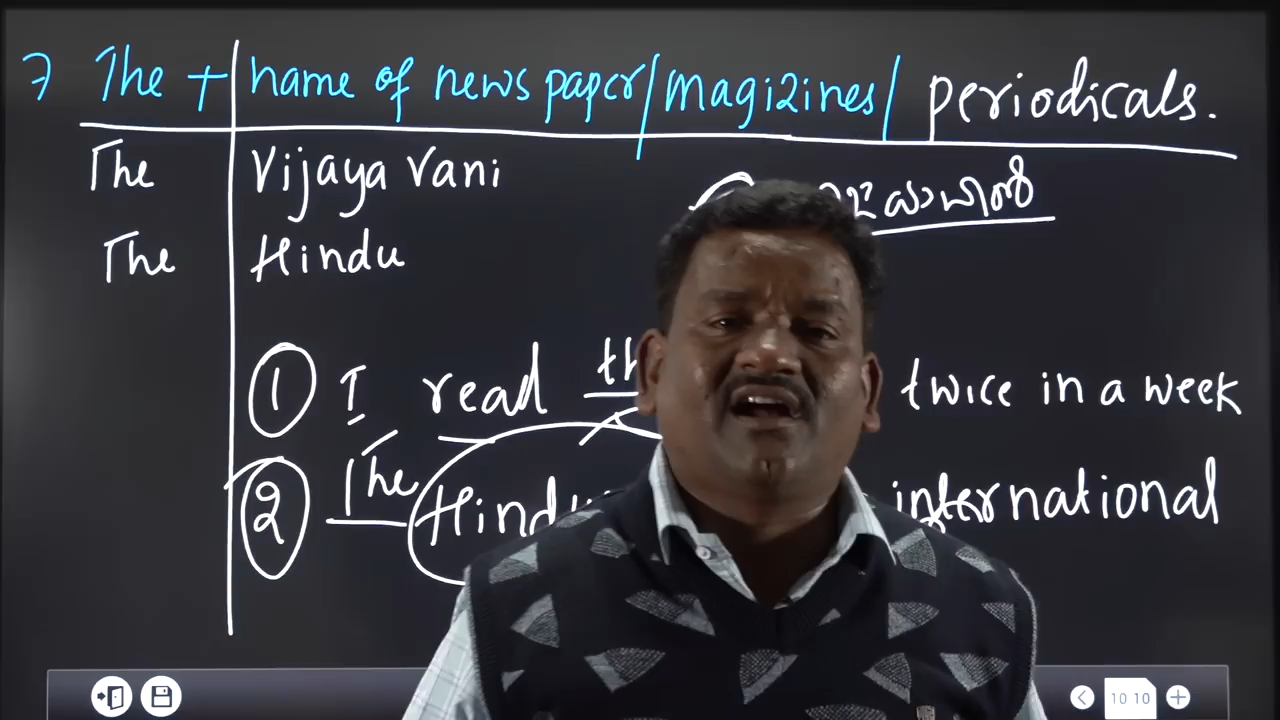 7 The + name of news paper/magizines/ periodicals.
The Vijaya Vani
The Hindu
① I read twice in a week
② The international
10 10